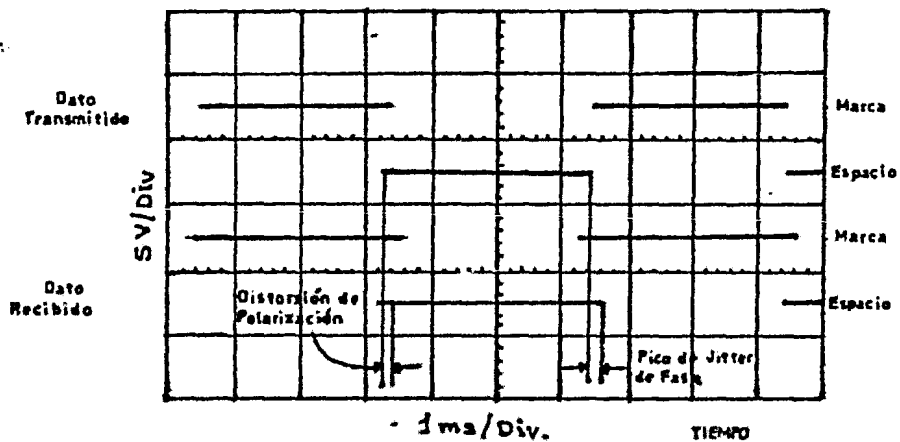 Dato
Transmitido
Marca
Espacio
5V/Div
Marca
Dato
Recibido
Distorsión de
Polarización
Espacio
Pico de Jitter
de Fase
1ms/Div.
TIEMPO